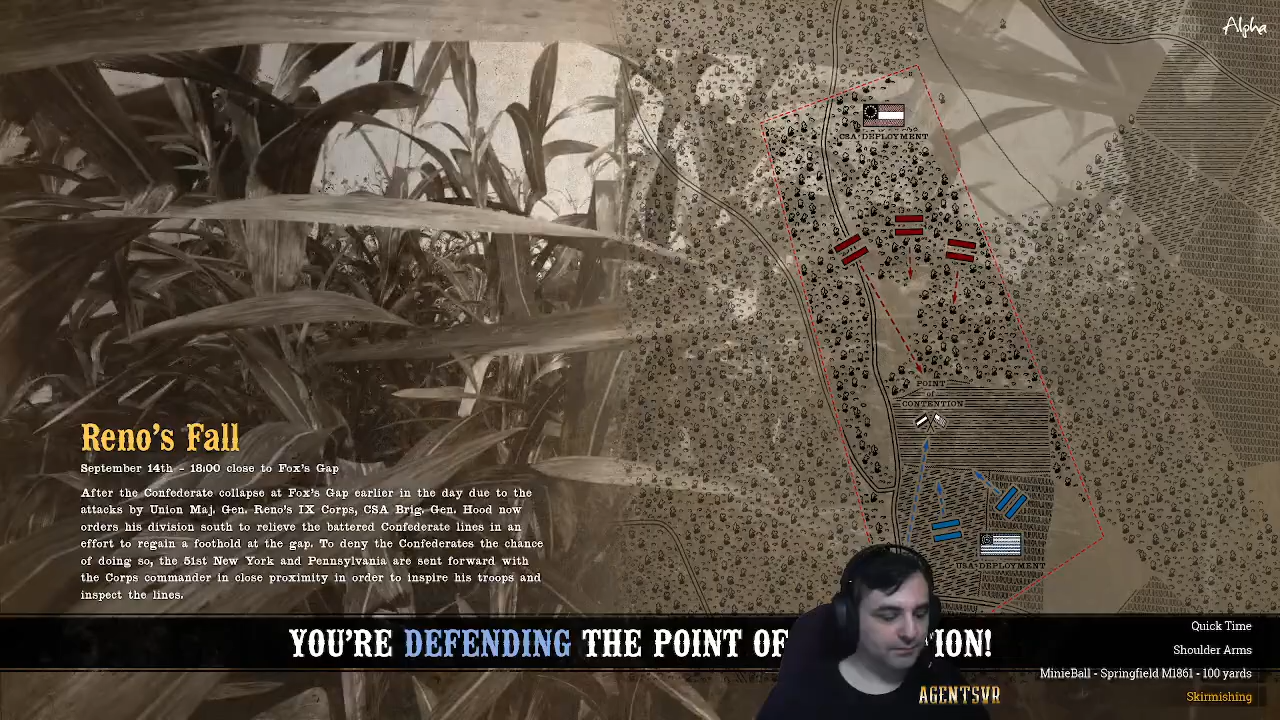 Alpha
CSA DEPLOYMENT
POINT
of
CONTENTION
Reno's Fall
September 14th - 18:00 close to Fox's Gap
After the Confederate collapse at Fox's Gap earlier in the day due to the
attacks by Union Maj. Gen. Reno's IX Corps, CSA Brig. Gen. Hood now
orders his division south to relieve the battered Confederate lines in an
effort to regain a foothold at the gap. To deny the Confederates the chance
of doing so, the 51st New York and Pennsylvania are sent forward with
the Corps commander in close proximity in order to inspire his troops and
inspect the lines.
USA DEPLOYMENT
YOU'RE DEFENDING THE POINT OF
ION!
Quick Time
Shoulder Arms
MinieBall - Springfield M1861 - 100 yards
Skirmishing
AGENTSVR